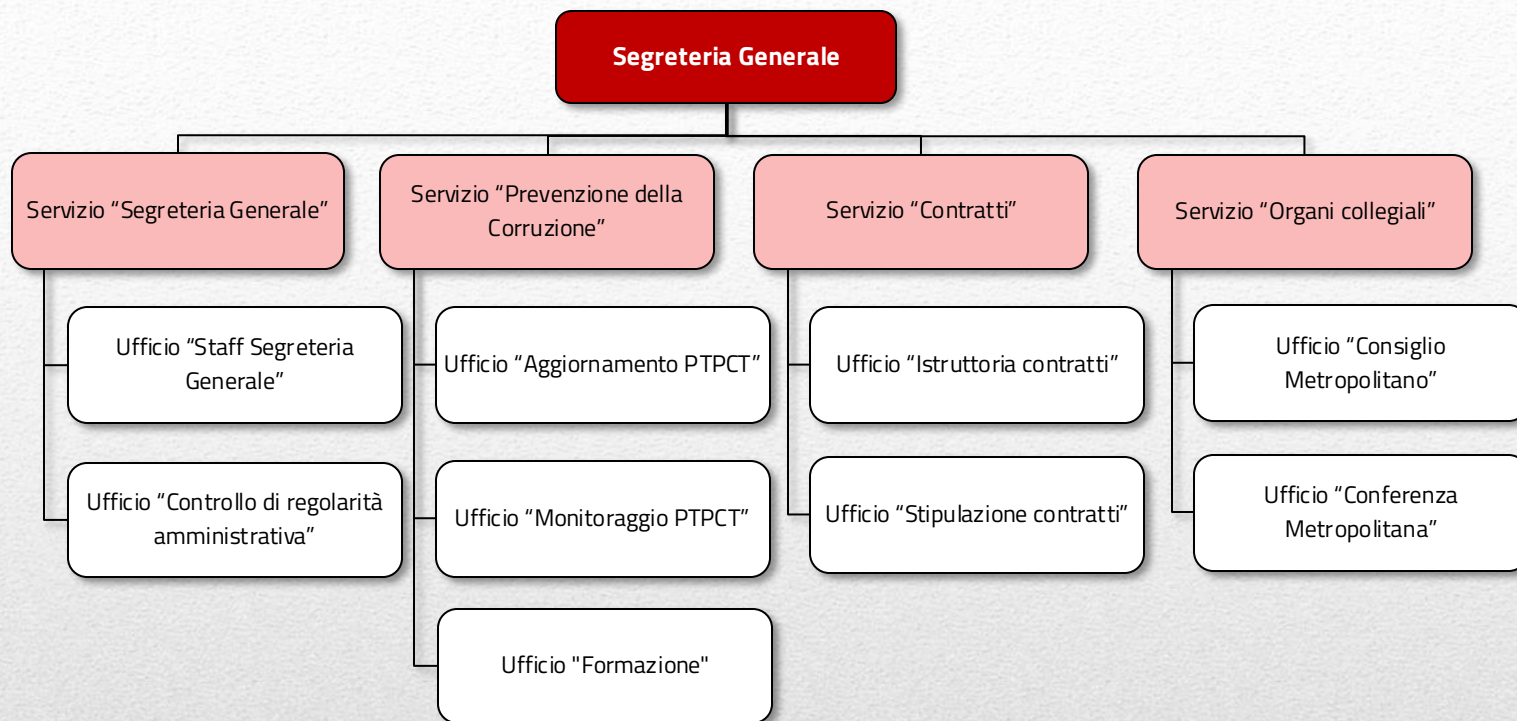 Segreteria Generale
Servizio “Segreteria Generale”
Servizio “Prevenzione della
Corruzione”
Servizio “Contratti”
Servizio “Organi collegiali”
Ufficio “Staff Segreteria
Generale”
Ufficio “Aggiornamento PTPCT”
Ufficio “Istruttoria contratti”
Ufficio “Consiglio
Metropolitano”
Ufficio “Controllo di regolarità
amministrativa”
Ufficio “Monitoraggio PTPCT”
Ufficio “Stipulazione contratti”
Ufficio “Conferenza
Metropolitana”
Ufficio "Formazione"